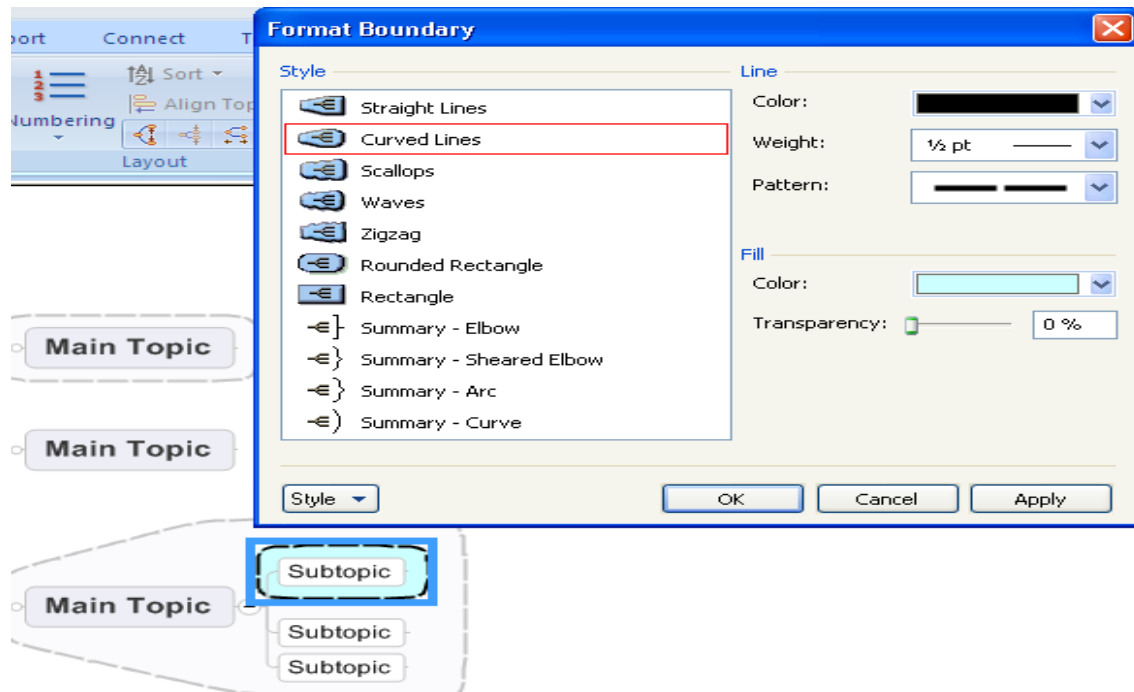 Connect
Sort
Align Top
Numbering
Layout
Format Boundary
Style
Straight Lines
Curved Lines
Scallops
Waves
Zigzag
Rounded Rectangle
Rectangle
Summary - Elbow
Summary - Sheared Elbow
Summary - Arc
Summary - Curve
Line
Color:
Weight:
½ pt
Pattern:
Fill
Color:
Transparency:
0 %
Style
OK
Cancel
Apply
Main Topic
Main Topic
Main Topic
Subtopic
Subtopic
Subtopic